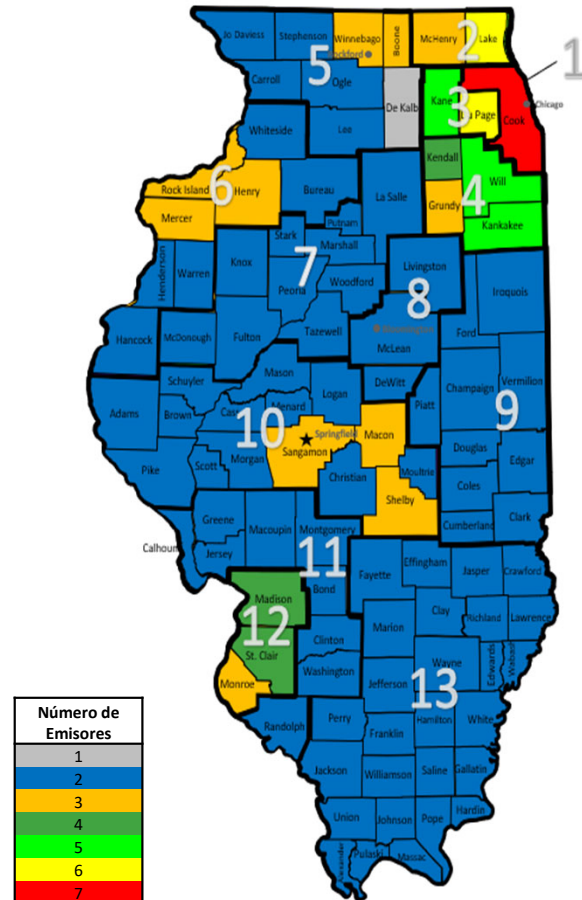 Jo Daviess
Stephenson
Winnebago
Boone
McHenry
Lake
2
1
5
Rockford
Carroll
Ogle
De Kalb
Kane
3
Du Page
Cook
Chicago
Whiteside
Lee
Kendall
Will
4
Rock Island
6
Henry
Bureau
La Salle
Grundy
Kankakee
Mercer
Putnam
Stark
Marshall
Henderson
Warren
Knox
7
Peoria
Woodford
Livingston
8
Iroquois
Hancock
McDonough
Fulton
Tazewell
McLean
Ford
Mason
Schuyler
Logan
DeWitt
Piatt
Champaign
Vermilion
9
Adams
Brown
Cass
Menard
10
Springfield
Sangamon
Macon
Douglas
Edgar
Pike
Scott
Morgan
Christian
Moultrie
Coles
Shelby
Cumberland
Clark
Greene
Macoupin
Montgomery
Calhoun
Jersey
11
Fayette
Effingham
Jasper
Crawford
Madison
Bond
12
Clay
Richland
Lawrence
Marion
St. Clair
Clinton
Wayne
Edwards
Wabash
Washington
Monroe
Jefferson
13
Randolph
Perry
Hamilton
White
Franklin
Jackson
Williamson
Saline
Gallatin
Union
Johnson
Pope
Hardin
Alexander
Pulaski
Massac
Número de
Emisores
1
2
3
4
5
6
7